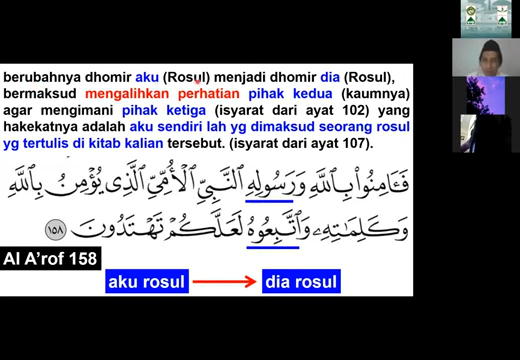 berubahnya dhomir aku (Rosul) menjadi dhomir dia (Rosul),
bermaksud mengalihkan perhatian pihak kedua (kaumnya)
agar mengimani pihak ketiga (isyarat dari ayat 102) yang
hakekatnya adalah aku sendiri lah yg dimaksud seorang rosul
yg tertulis di kitab kalian tersebut. (isyarat dari ayat 107).
فَـَٔامِنُوا۟ بِٱللَّهِ وَرَسُولِهِ ٱلنَّبِىِّ ٱلْأُمِّىِّ ٱلَّذِى يُؤْمِنُ بِٱللَّهِ
وَكَلِمَـٰتِهِۦ وَٱتَّبِعُوهُ لَعَلَّكُمْ تَهْتَدُونَ ١٥٨
Al A’rof 158
aku rosul dia rosul